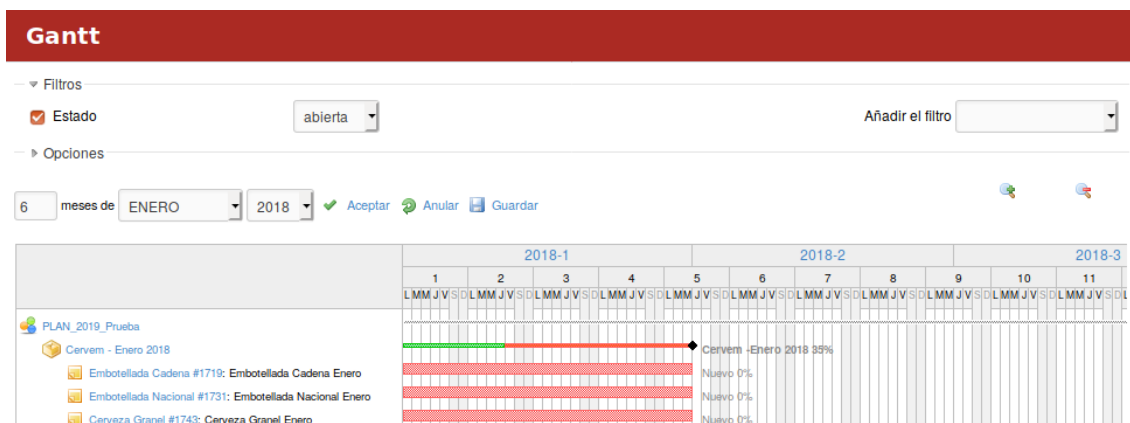 Gantt
Filtros
Estado abierta Añadir el filtro
Opciones
6 meses de ENERO 2018 Aceptar Anular Guardar
2018-1 2018-2 2018-3
1 2 3 4 5 6 7 8 9 10 11
L M M J V S D L M M J V S D L M M J V S D L M M J V S D L M M J V S D L M M J V S D L M M J V S D L M M J V S D L M M J V S D L M M J V S D L M M J V S D L
PLAN_2019_Prueba
Cervem - Enero 2018 Cervem -Enero 2018 35%
Embotellada Cadena #1719: Embotellada Cadena Enero Nuevo 0%
Embotellada Nacional #1731: Embotellada Nacional Enero Nuevo 0%
Cerveza Granel #1743: Cerveza Granel Enero Nuevo 0%